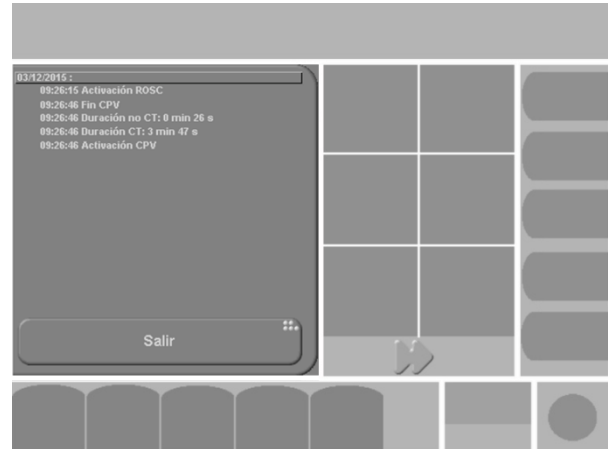 03/12/2015 :
09:26:15 Activación ROSC
09:26:46 Fin CPV
09:26:46 Duración no CT: 0 min 26 s
09:26:46 Duración CT: 3 min 47 s
09:26:46 Activación CPV
Salir